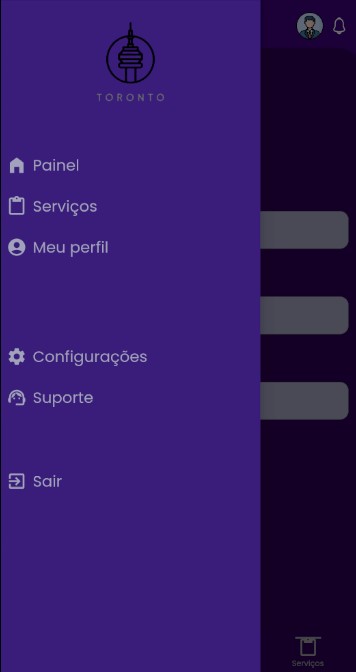 TORONTO
Painel
Serviços
Meu perfil
Configurações
Suporte
Sair
Serviços